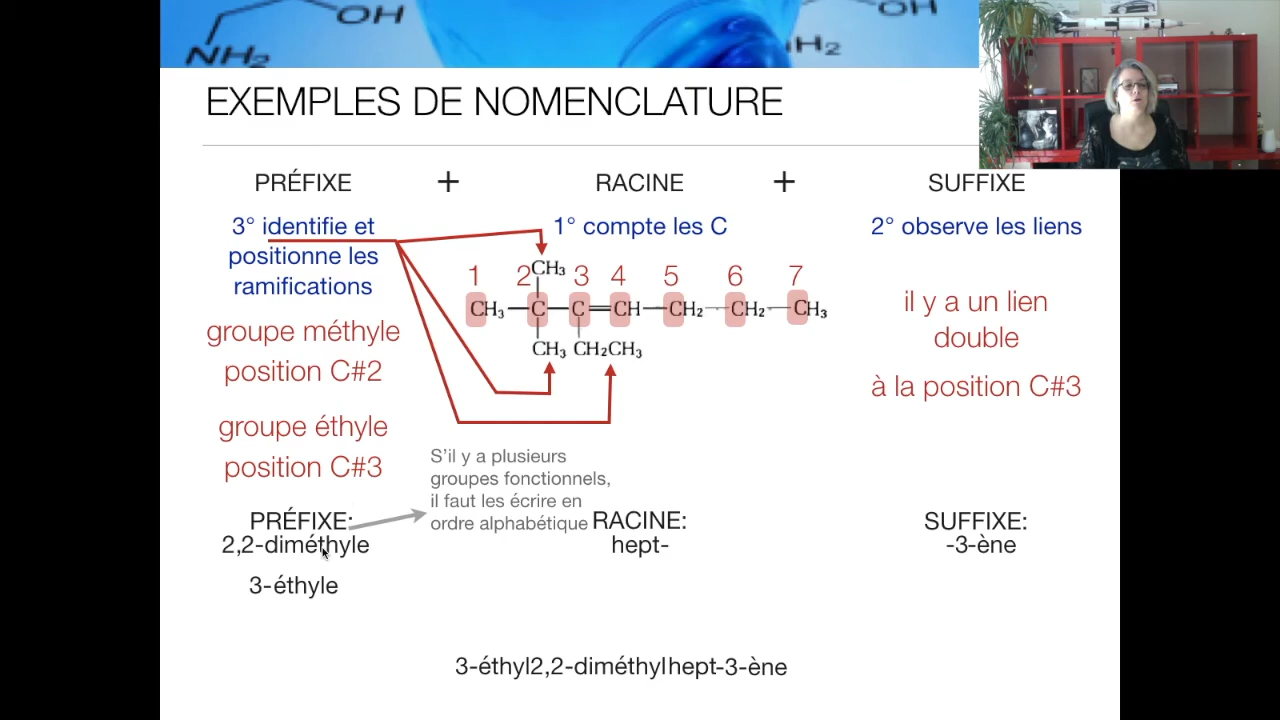 OH
OH
NH₂
NH₂
EXEMPLES DE NOMENCLATURE
PRÉFIXE + RACINE + SUFFIXE
3° identifie et
positionne les
ramifications
1° compte les C
2° observe les liens
CH₃
1 2 3 4 5 6 7
CH₃—C—C=CH—CH₂—CH₂—CH₃
CH₃ CH₂CH₃
groupe méthyle
position C#2
groupe éthyle
position C#3
il y a un lien
double
à la position C#3
S'il y a plusieurs
groupes fonctionnels,
il faut les écrire en
ordre alphabétique
PRÉFIXE:
2,2-diméthyle
3-éthyle
RACINE:
hept-
SUFFIXE:
-3-ène
3-éthyl2,2-diméthylhept-3-ène